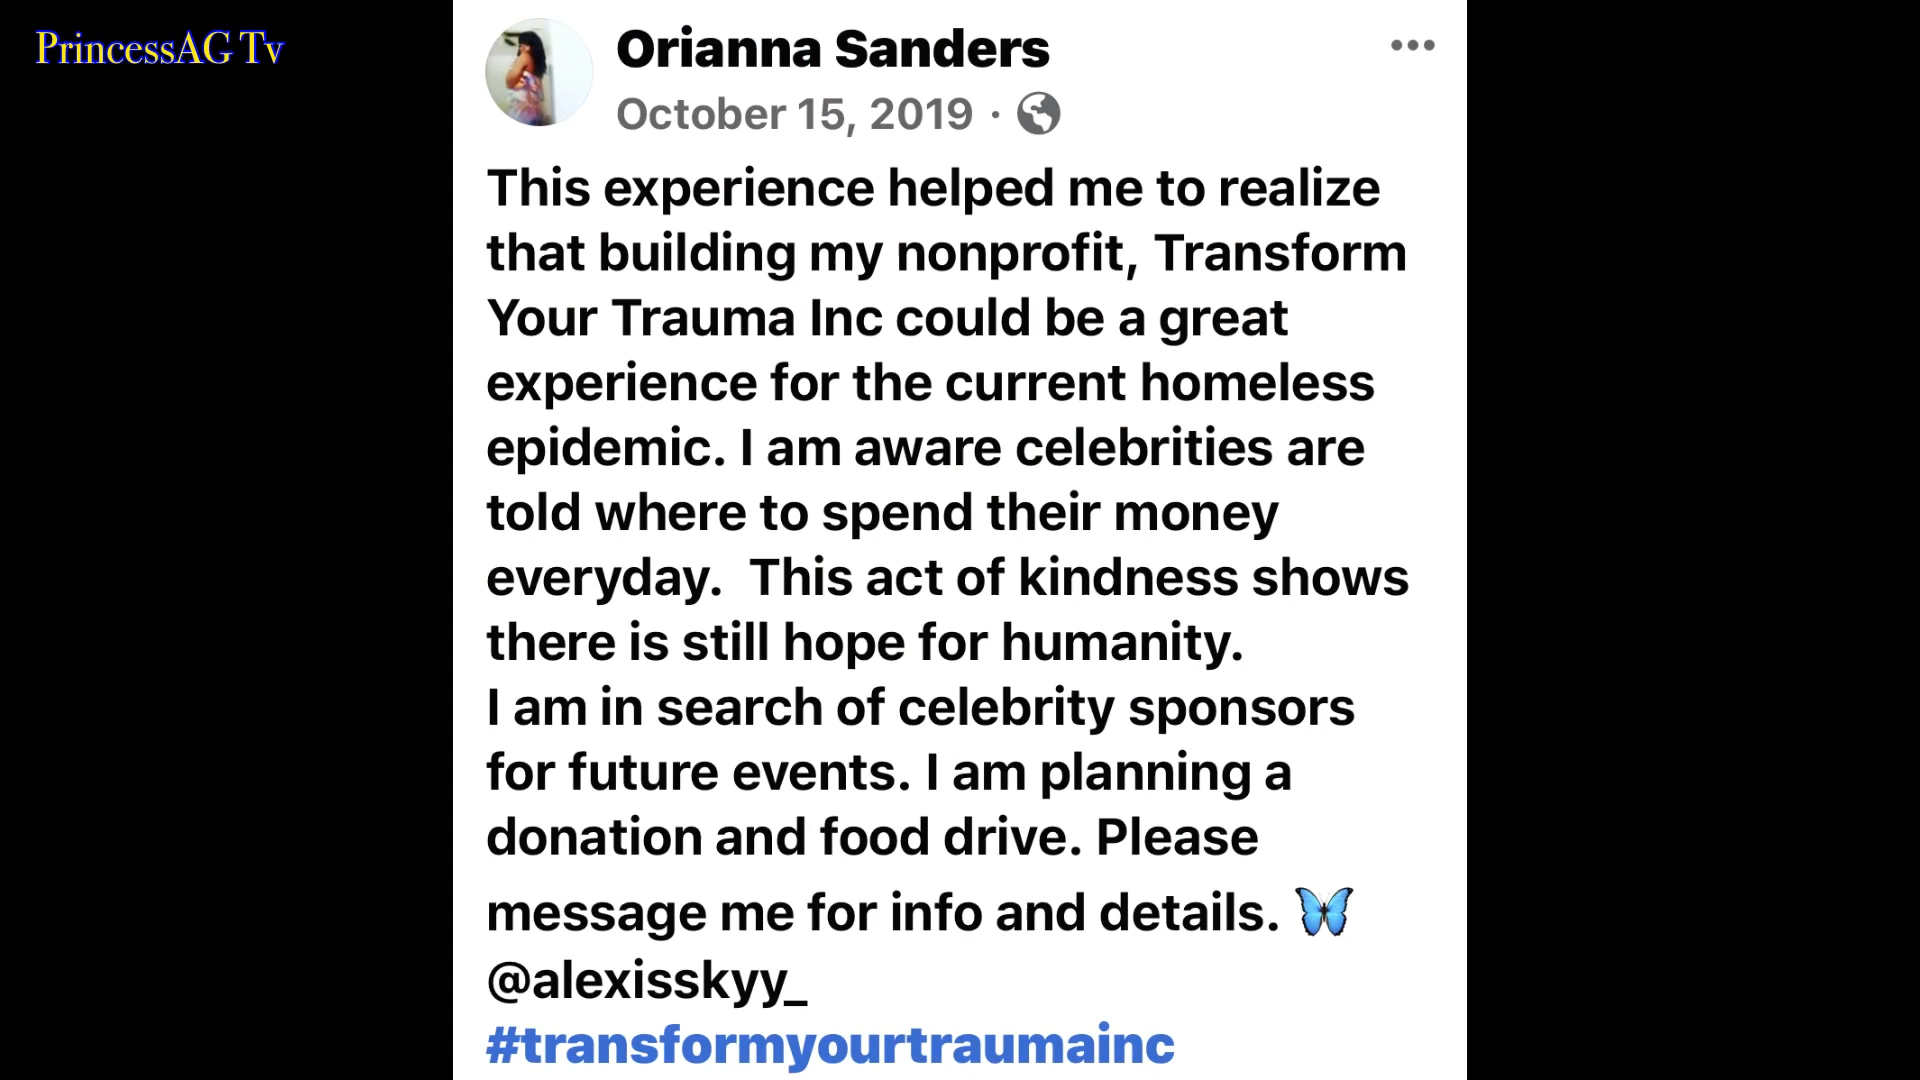 PrincessAG Tv
Orianna Sanders
October 15, 2019 ·
This experience helped me to realize
that building my nonprofit, Transform
Your Trauma Inc could be a great
experience for the current homeless
epidemic. I am aware celebrities are
told where to spend their money
everyday.  This act of kindness shows
there is still hope for humanity.
I am in search of celebrity sponsors
for future events. I am planning a
donation and food drive. Please
message me for info and details. 🦋
@alexisskyy_
#transformyourtraumainc